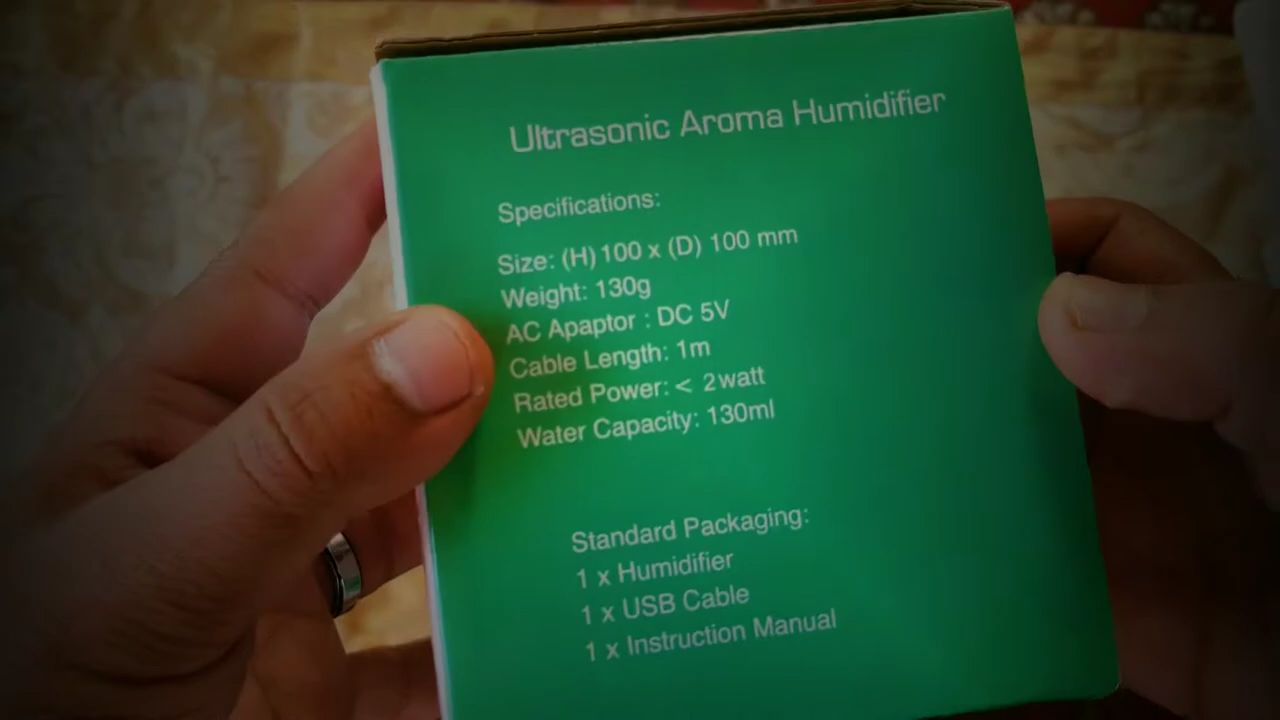 Ultrasonic Aroma Humidifier
Specifications:
Size: (H) 100 x (D) 100 mm
Weight: 130g
AC Apaptor : DC 5V
Cable Length: 1m
Rated Power: < 2watt
Water Capacity: 130ml
Standard Packaging:
1 x Humidifier
1 x USB Cable
1 x Instruction Manual